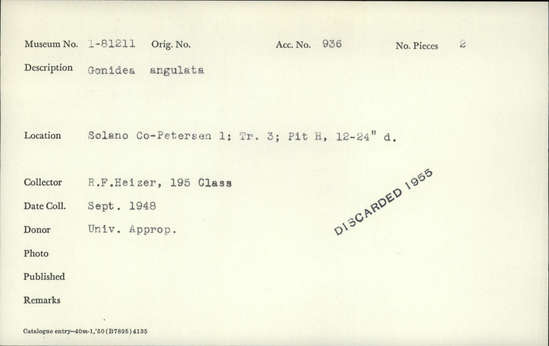 Museum No. 1-81211 Orig. No. Acc. No. 936 No. Pieces 2
Description Gonidea angulata
Location Solano Co-Petersen 1; Tr. 3; Pit H, 12-24" d.
Collector R.F.Heizer, 195 Class
Date Coll. Sept. 1948
DISCARDED 1955
Donor Univ. Approp.
Photo
Published
Remarks
Catalogue entry—40m-1,'50 (B7895) 4135